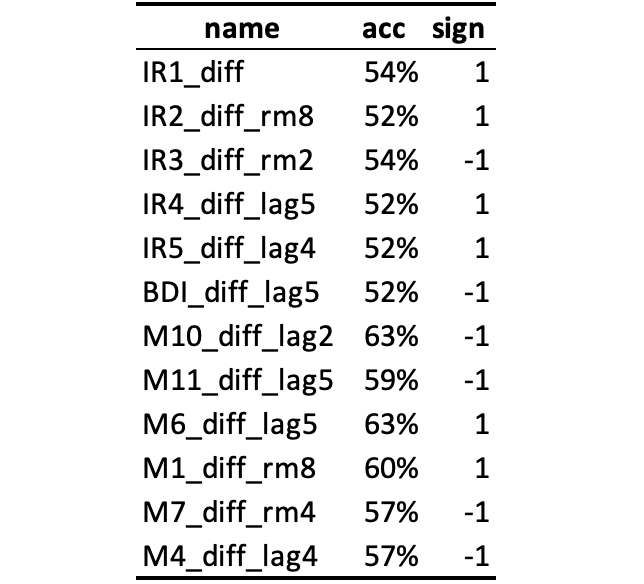 name acc sign
IR1_diff 54% 1
IR2_diff_rm8 52% 1
IR3_diff_rm2 54% -1
IR4_diff_lag5 52% 1
IR5_diff_lag4 52% 1
BDI_diff_lag5 52% -1
M10_diff_lag2 63% -1
M11_diff_lag5 59% -1
M6_diff_lag5 63% 1
M1_diff_rm8 60% 1
M7_diff_rm4 57% -1
M4_diff_lag4 57% -1